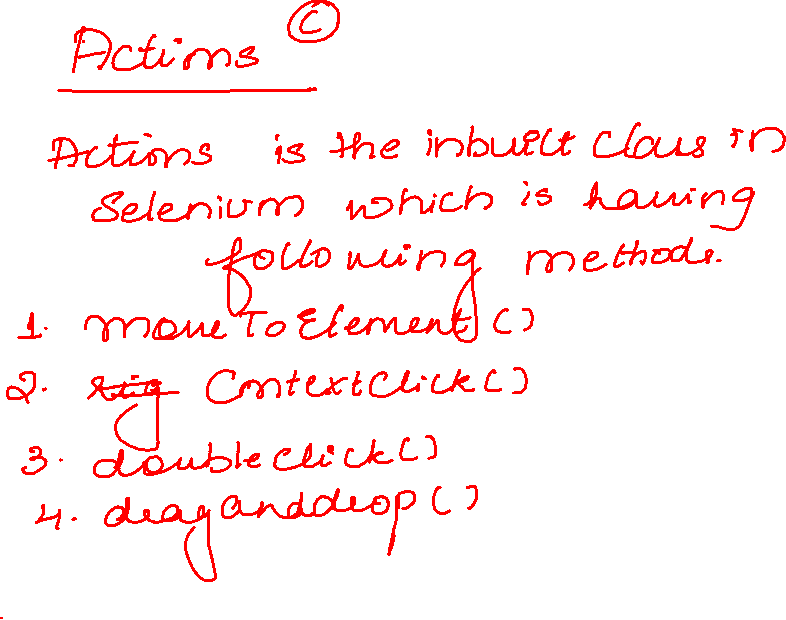 Actions ©
Actions is the inbuilt class in
Selenium which is having
following methods.
1. moveToElement()
2. Contextclick()
3. doubleclick()
4. draganddrop()